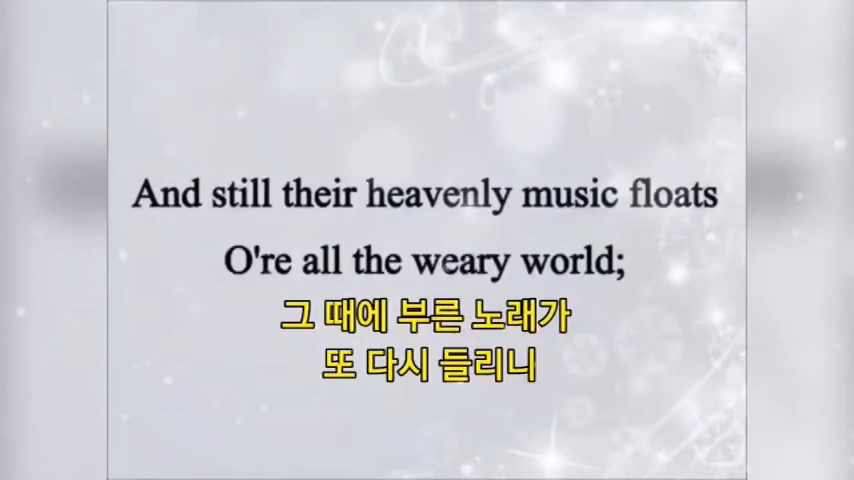 And still their heavenly music floats
O're all the weary world;
그 때에 부른 노래가
또 다시 들리니